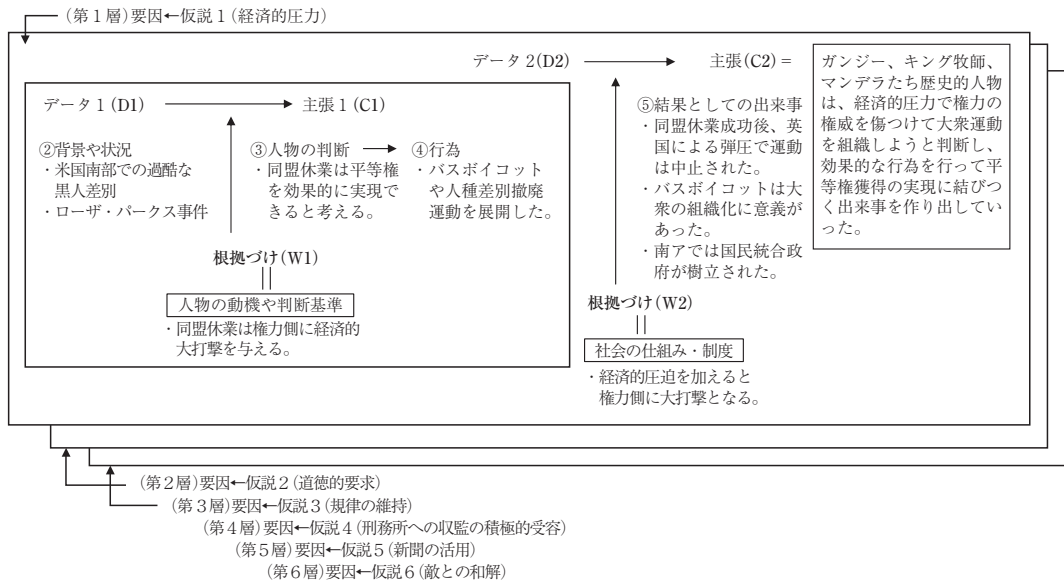 (第1層)要因←仮説1(経済的圧力)
データ2(D2)
主張(C2)=
ガンジー、キング牧師、
マンデラたち歴史的人物
は、経済的圧力で権力の
権威を傷つけて大衆運動
を組織しようと判断し、
効果的な行為を行って平
等権獲得の実現に結びつ
く出来事を作り出してい
った。
データ1(D1)
主張1(C1)
②背景や状況
・米国南部での過酷な
黒人差別
・ローザ・パークス事件
③人物の判断
・同盟休業は平等権
を効果的に実現で
きると考える。
④行為
・バスボイコット
や人種差別撤廃
運動を展開した。
⑤結果としての出来事
・同盟休業成功後、英
国による弾圧で運動
は中止された。
・バスボイコットは大
衆の組織化に意義が
あった。
・南アでは国民統合政
府が樹立された。
根拠づけ(W1)
人物の動機や判断基準
・同盟休業は権力側に経済的
大打撃を与える。
根拠づけ(W2)
社会の仕組み・制度
・経済的圧迫を加えると
権力側に大打撃となる。
(第2層)要因←仮説2(道徳的要求)
(第3層)要因←仮説3(規律の維持)
(第4層)要因←仮説4(刑務所への収監の積極的受容)
(第5層)要因←仮説5(新聞の活用)
(第6層)要因←仮説6(敵との和解)